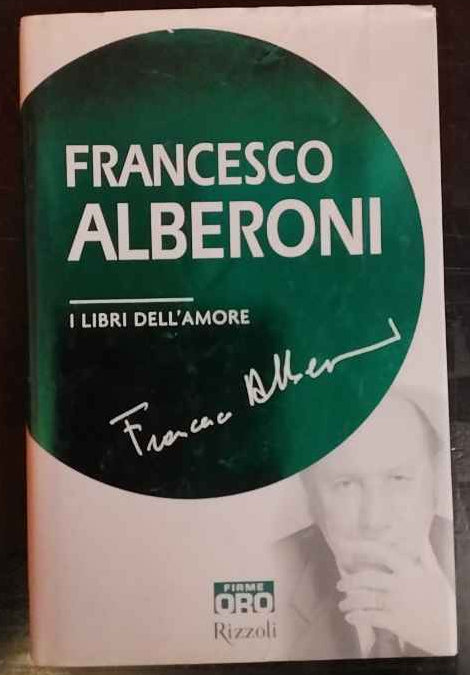 FRANCESCO
ALBERONI
I LIBRI DELL'AMORE
Francesco Alberoni
FIRME
ORO
Rizzoli